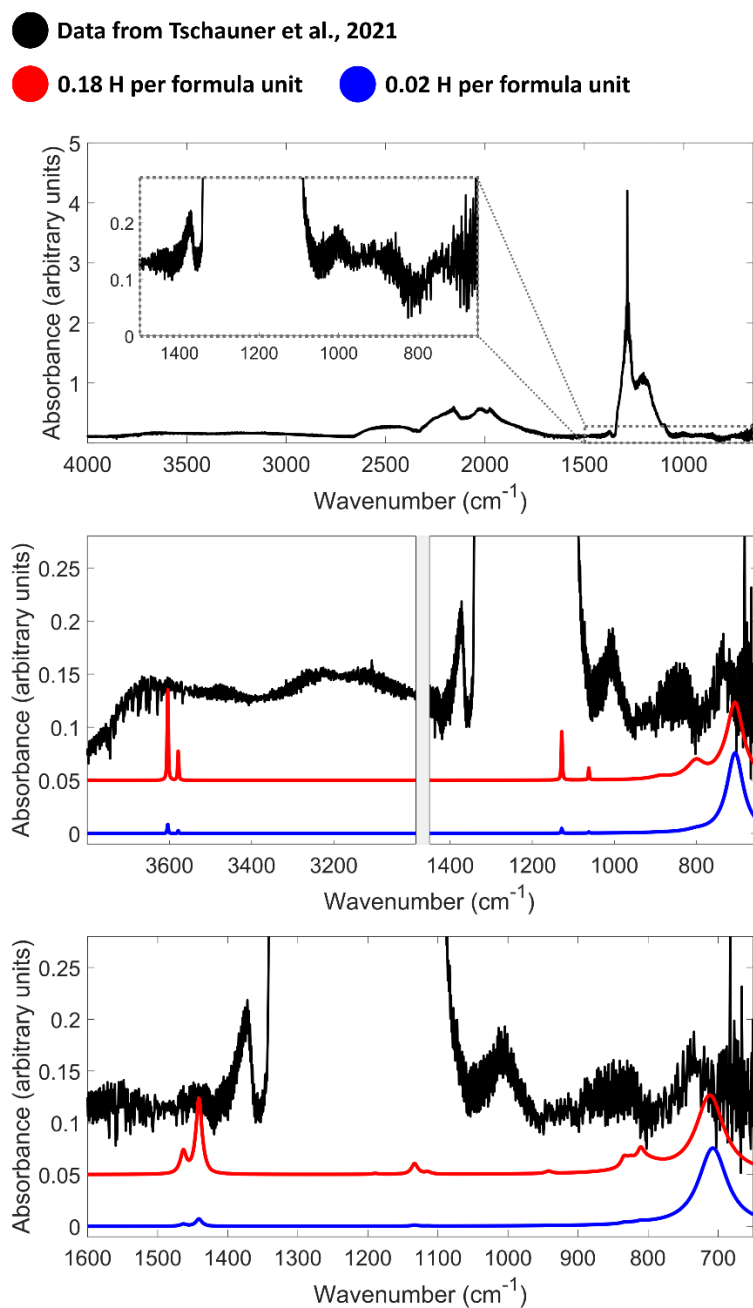 Data from Tschauner et al., 2021
0.18 H per formula unit
0.02 H per formula unit
Absorbance (arbitrary units)
5
4
3
2
1
0.2
0.1
0
1400 1200 1000 800
4000 3500 3000 2500 2000 1500 1000
Wavenumber (cm⁻¹)
Absorbance (arbitrary units)
0.25
0.2
0.15
0.1
0.05
0
3600 3400 3200 1400 1200 1000 800
Wavenumber (cm⁻¹) Wavenumber (cm⁻¹)
Absorbance (arbitrary units)
0.25
0.2
0.15
0.1
0.05
0
1600 1500 1400 1300 1200 1100 1000 900 800 700
Wavenumber (cm⁻¹)